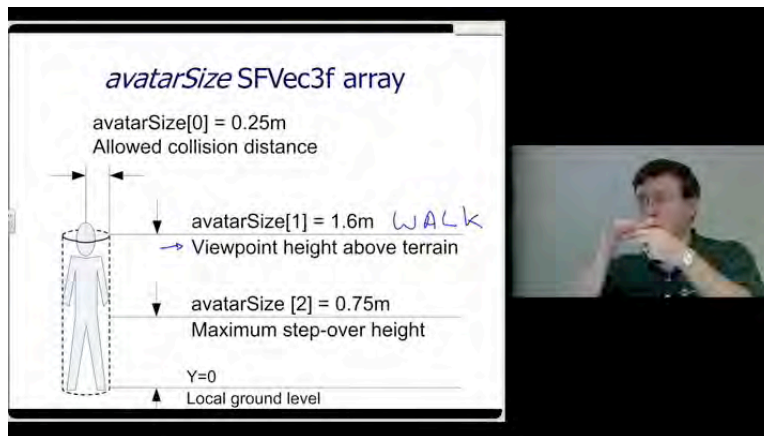 avatarSize SFVec3f array
avatarSize[0] = 0.25m
Allowed collision distance
avatarSize[1] = 1.6m WALK
→ Viewpoint height above terrain
avatarSize [2] = 0.75m
Maximum step-over height
Y=0
Local ground level